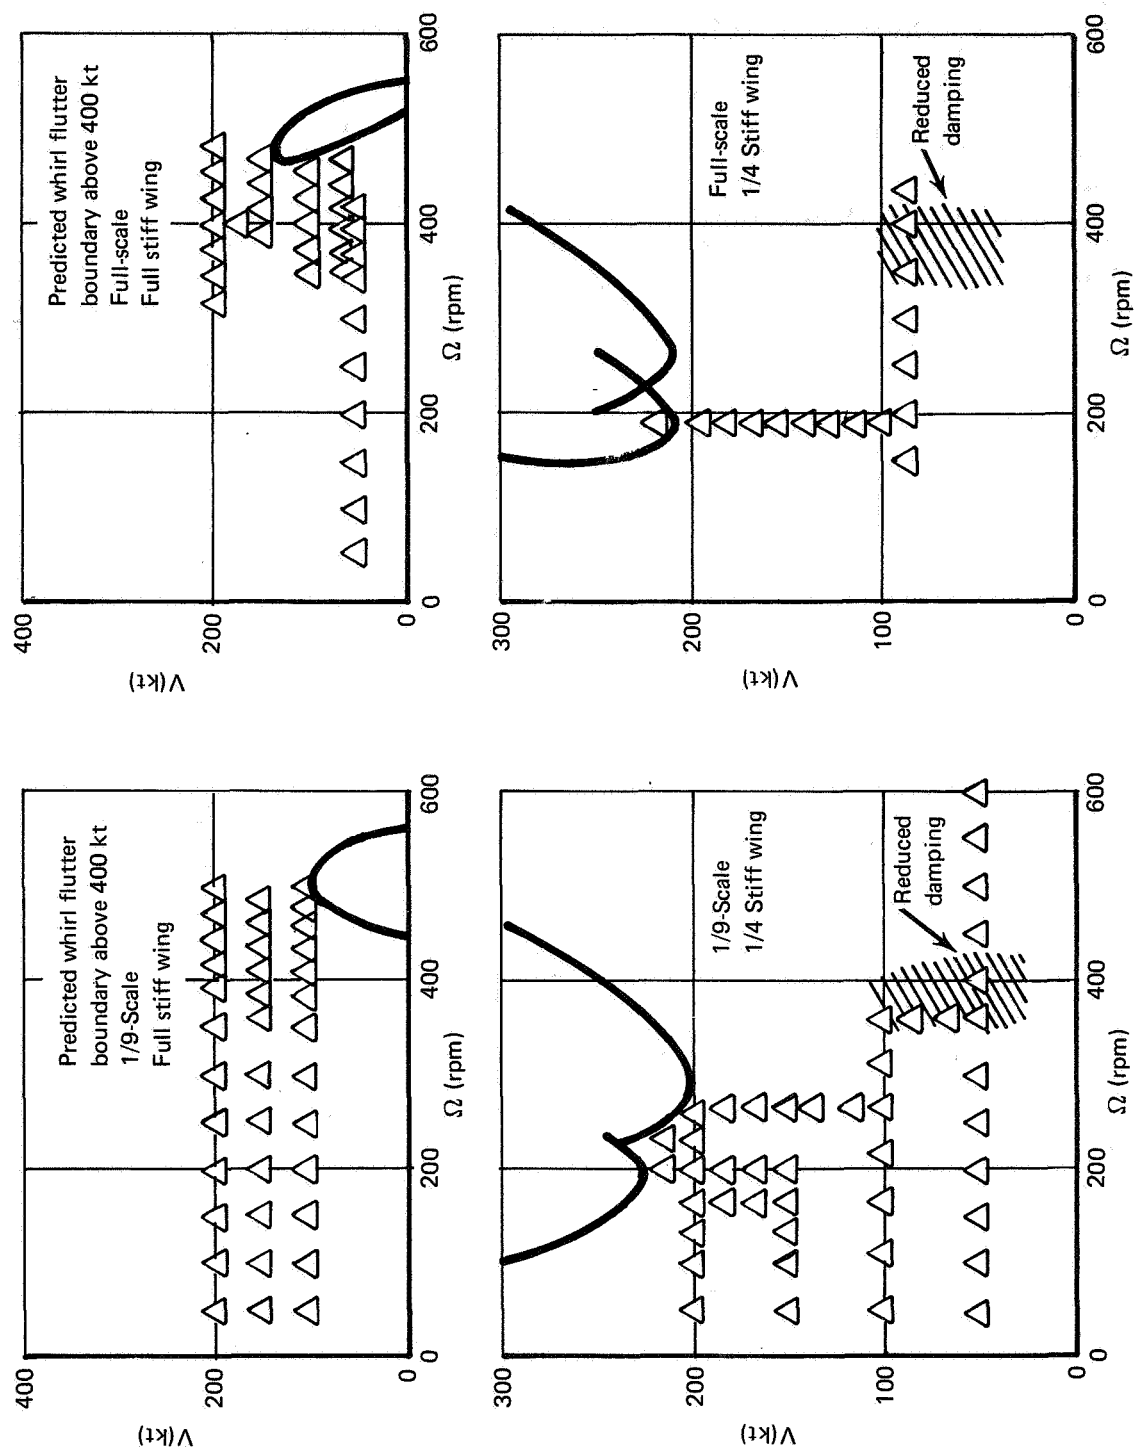 400
200
0
V(kt)
Predicted whirl flutter
boundary above 400 kt
1/9-Scale
Full stiff wing
0
200
400
600
Ω (rpm)
400
200
0
V(kt)
Predicted whirl flutter
boundary above 400 kt
Full-scale
Full stiff wing
0
200
400
600
Ω (rpm)
300
200
100
0
V(kt)
1/9-Scale
1/4 Stiff wing
Reduced
damping
0
200
400
600
Ω (rpm)
300
200
100
0
V(kt)
Full-scale
1/4 Stiff wing
Reduced
damping
0
200
400
600
Ω (rpm)